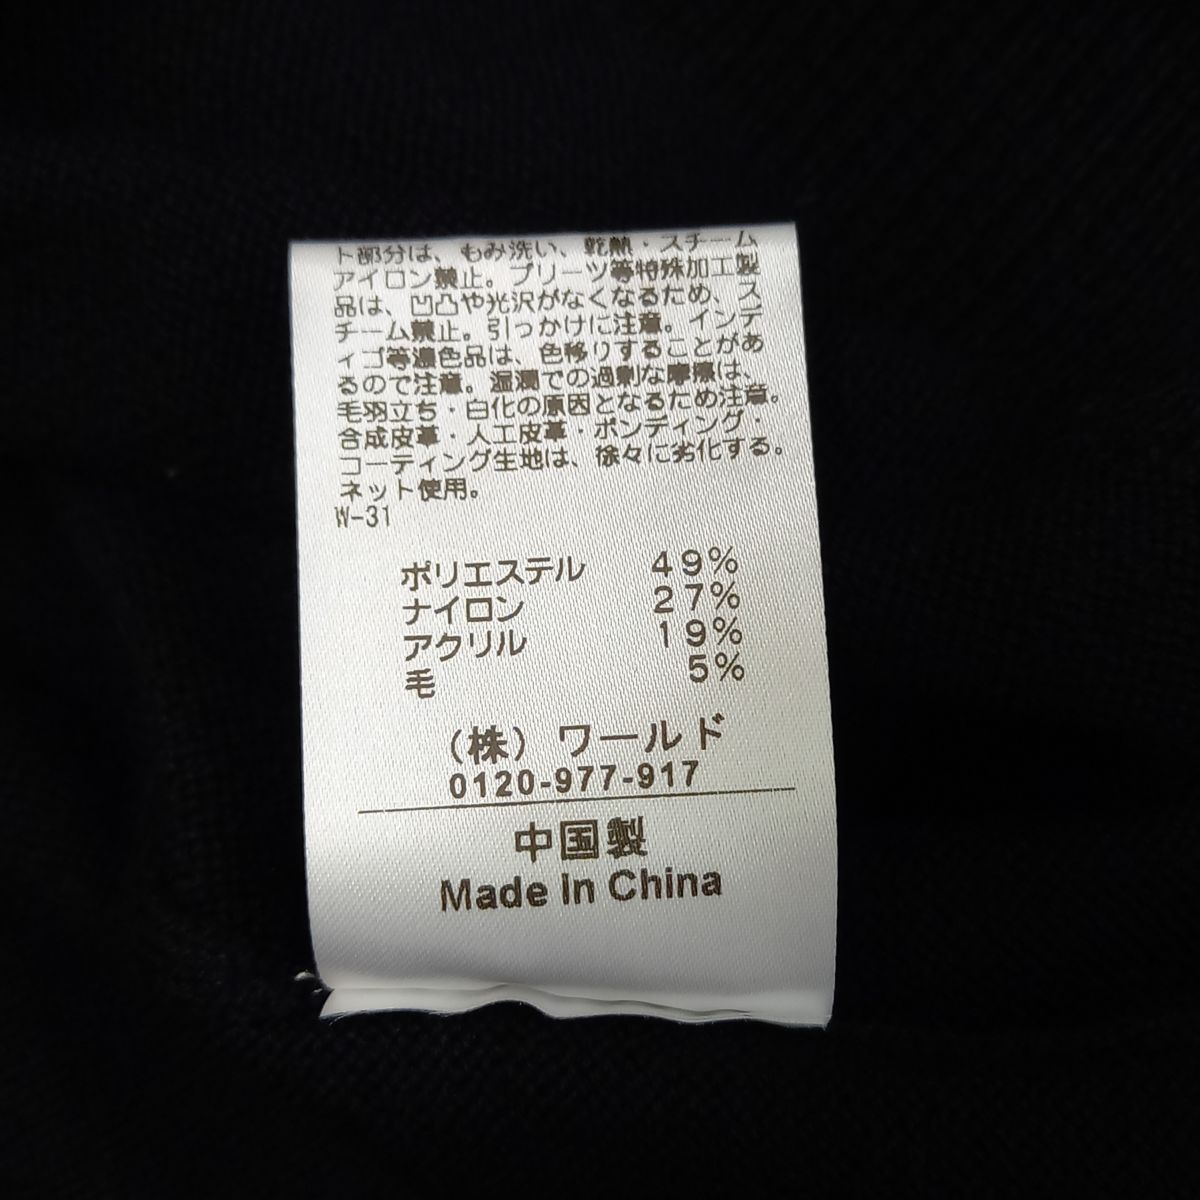 ト部分は、もみ洗い、乾熱・スチーム
アイロン禁止。プリーツ等特殊加工製
品は、凹凸や光沢がなくなるため、ス
チーム禁止。引っかけに注意。インデ
ィゴ等濃色品は、色移りすることがあ
るので注意。湿潤での過剰な摩擦は、
毛羽立ち・白化の原因となるため注意。
合成皮革・人工皮革・ボンディング・
コーティング生地は、徐々に劣化する。
ネット使用。
W-31
ポリエステル 49%
ナイロン 27%
アクリル 19%
毛 5%
(株) ワールド
0120-977-917
中国製
Made In China